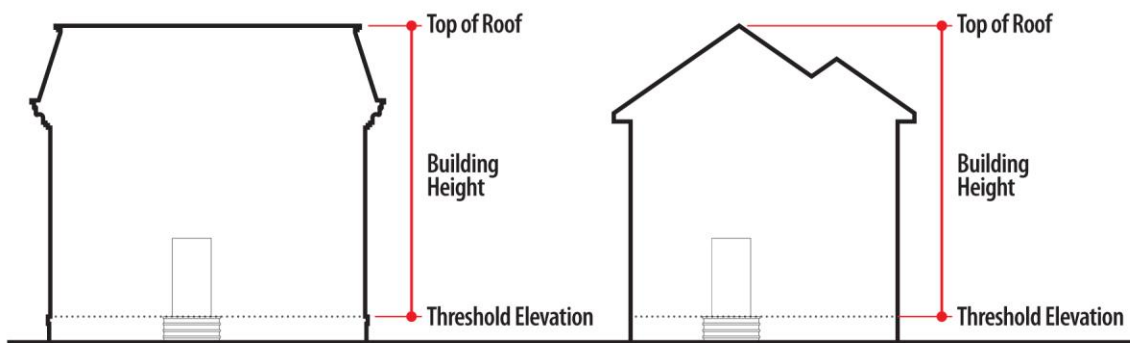 Top of Roof
Building
Height
Threshold Elevation
Top of Roof
Building
Height
Threshold Elevation